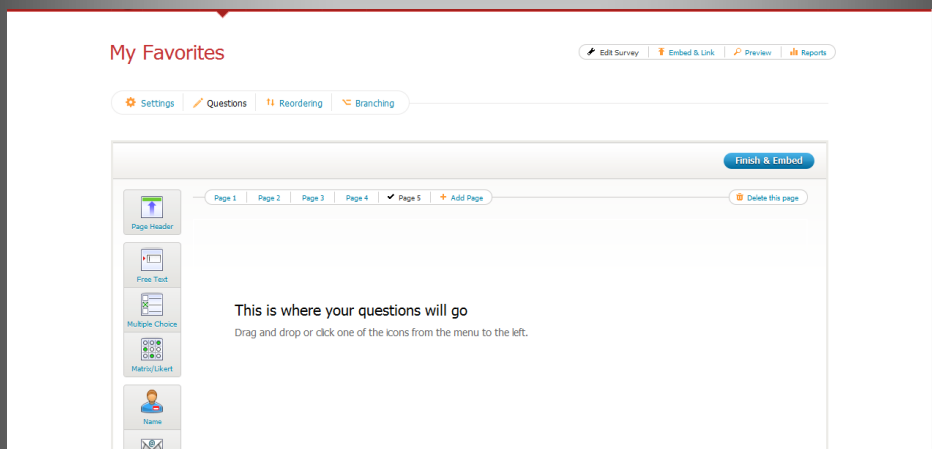 My Favorites
Edit Survey Embed & Link Preview Reports
Settings Questions Reordering Branching
Finish & Embed
Page 1 Page 2 Page 3 Page 4 Page 5 Add Page Delete this page
Page Header
Free Text
Multiple Choice
Matrix/Likert
Name
This is where your questions will go
Drag and drop or click one of the icons from the menu to the left.